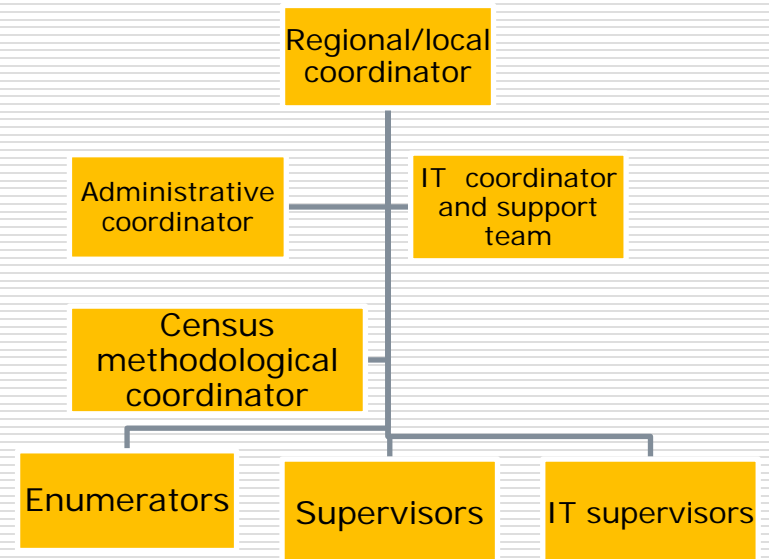 Regional/local
coordinator
Administrative
coordinator
IT coordinator
and support
team
Census
methodological
coordinator
Enumerators
Supervisors
IT supervisors